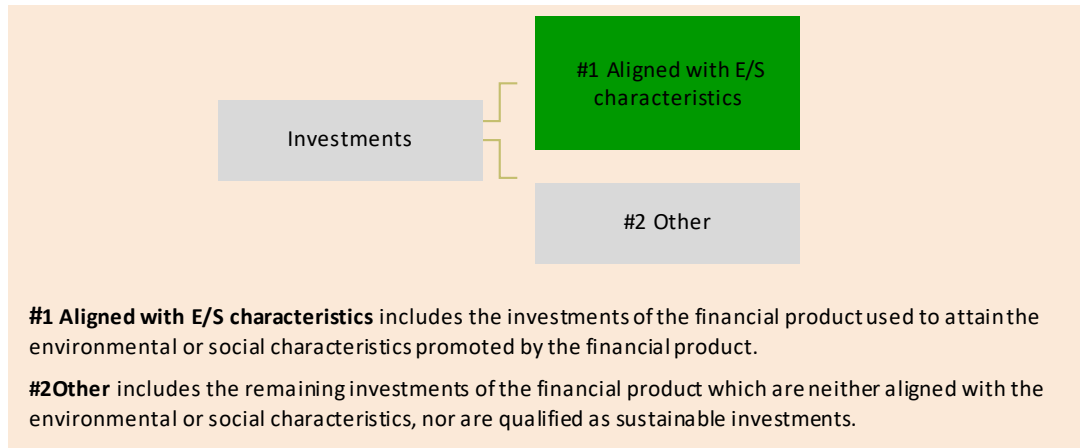 #1 Aligned with E/S
characteristics
Investments
#2 Other
#1 Aligned with E/S characteristics includes the investments of the financial product used to attain the
environmental or social characteristics promoted by the financial product.
#2Other includes the remaining investments of the financial product which are neither aligned with the
environmental or social characteristics, nor are qualified as sustainable investments.